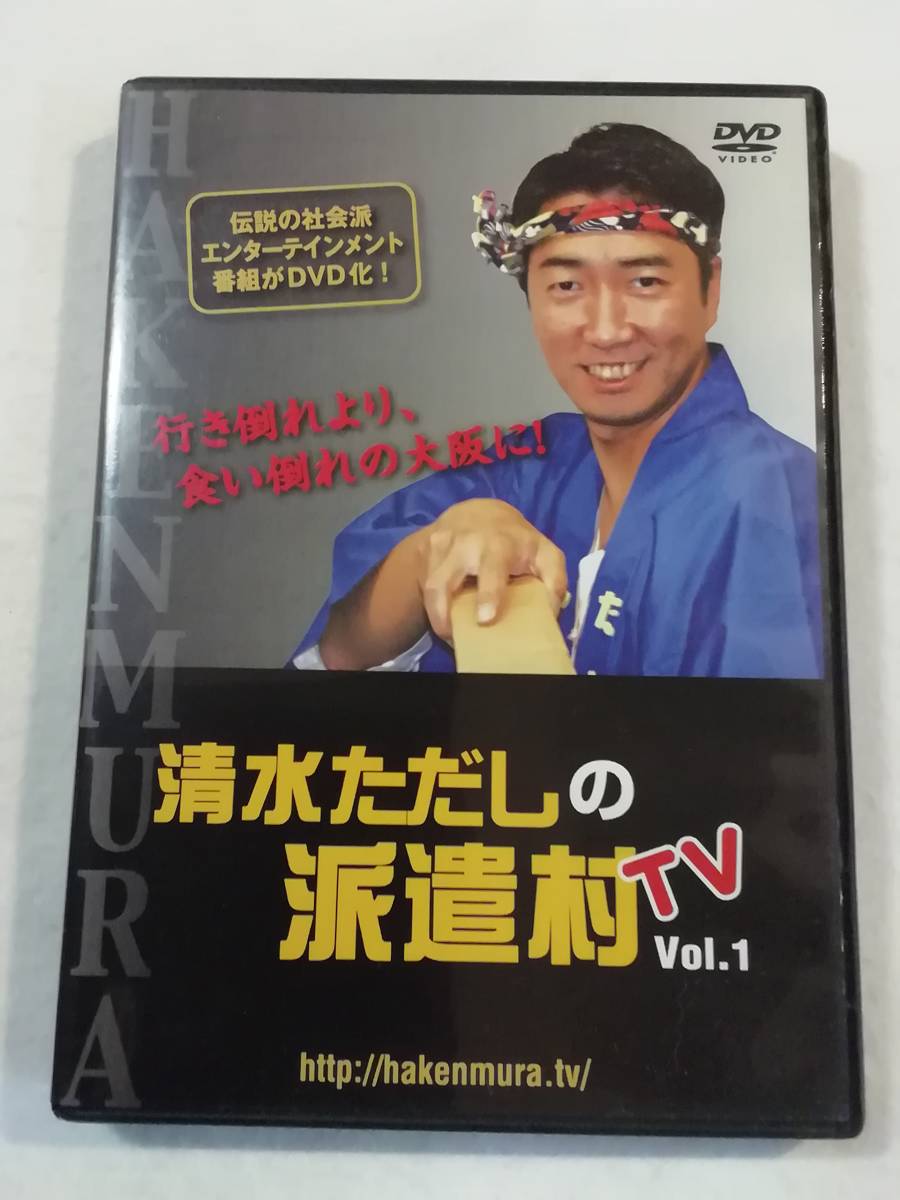 HAKENMURA
DVD
VIDEO
伝説の社会派
エンターテインメント
番組がDVD化！
行き倒れより、
食い倒れの大阪に！
た
清水ただしの
派遣村TV
Vol.1
http://hakenmura.tv/